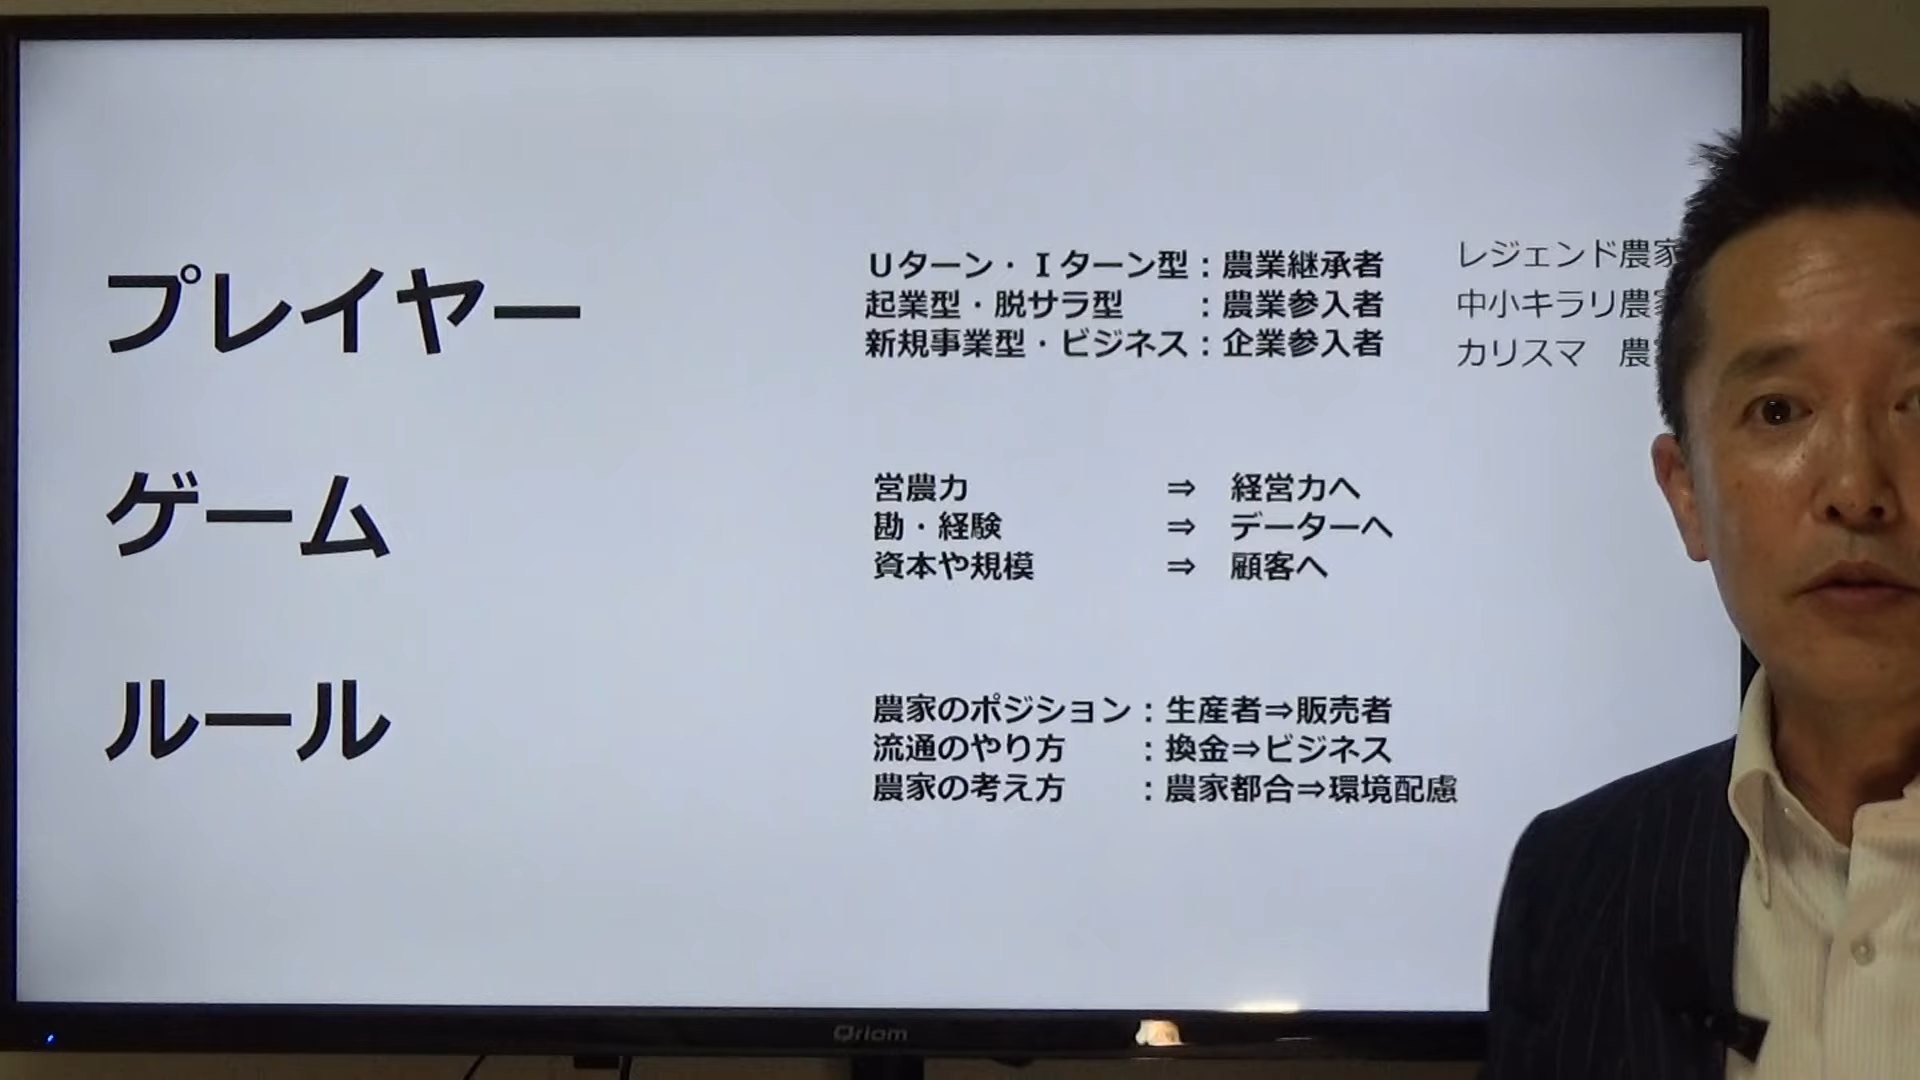 プレイヤー
Uターン・Iターン型：農業継承者
起業型・脱サラ型　　：農業参入者
新規事業型・ビジネス：企業参入者
レジェンド農家
中小キラリ農家
カリスマ　農
ゲーム
営農力　⇒　経営力へ
勘・経験　⇒　データーへ
資本や規模　⇒　顧客へ
ルール
農家のポジション：生産者⇒販売者
流通のやり方　　：換金⇒ビジネス
農家の考え方　　：農家都合⇒環境配慮
Qriom